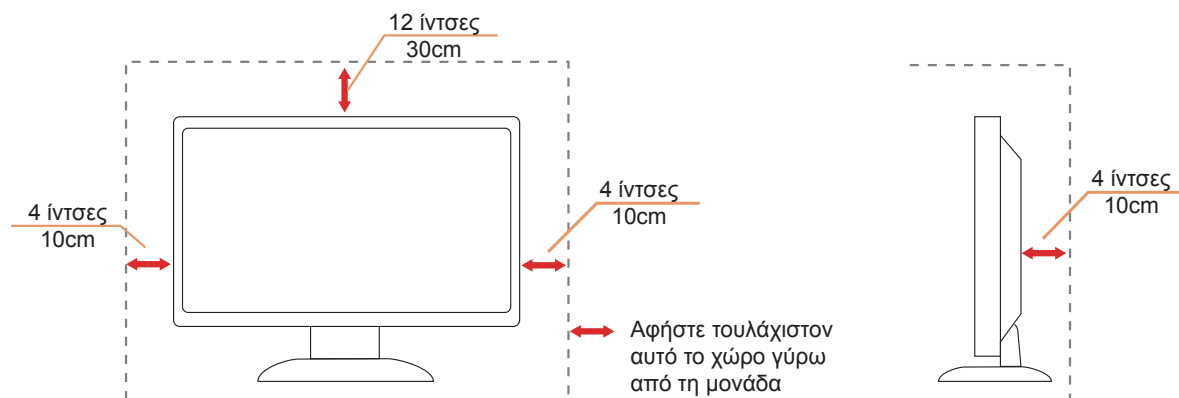 12 ίντσες
30cm
4 ίντσες
10cm
4 ίντσες
10cm
4 ίντσες
10cm
Αφήστε τουλάχιστον
αυτό το χώρο γύρω
από τη μονάδα